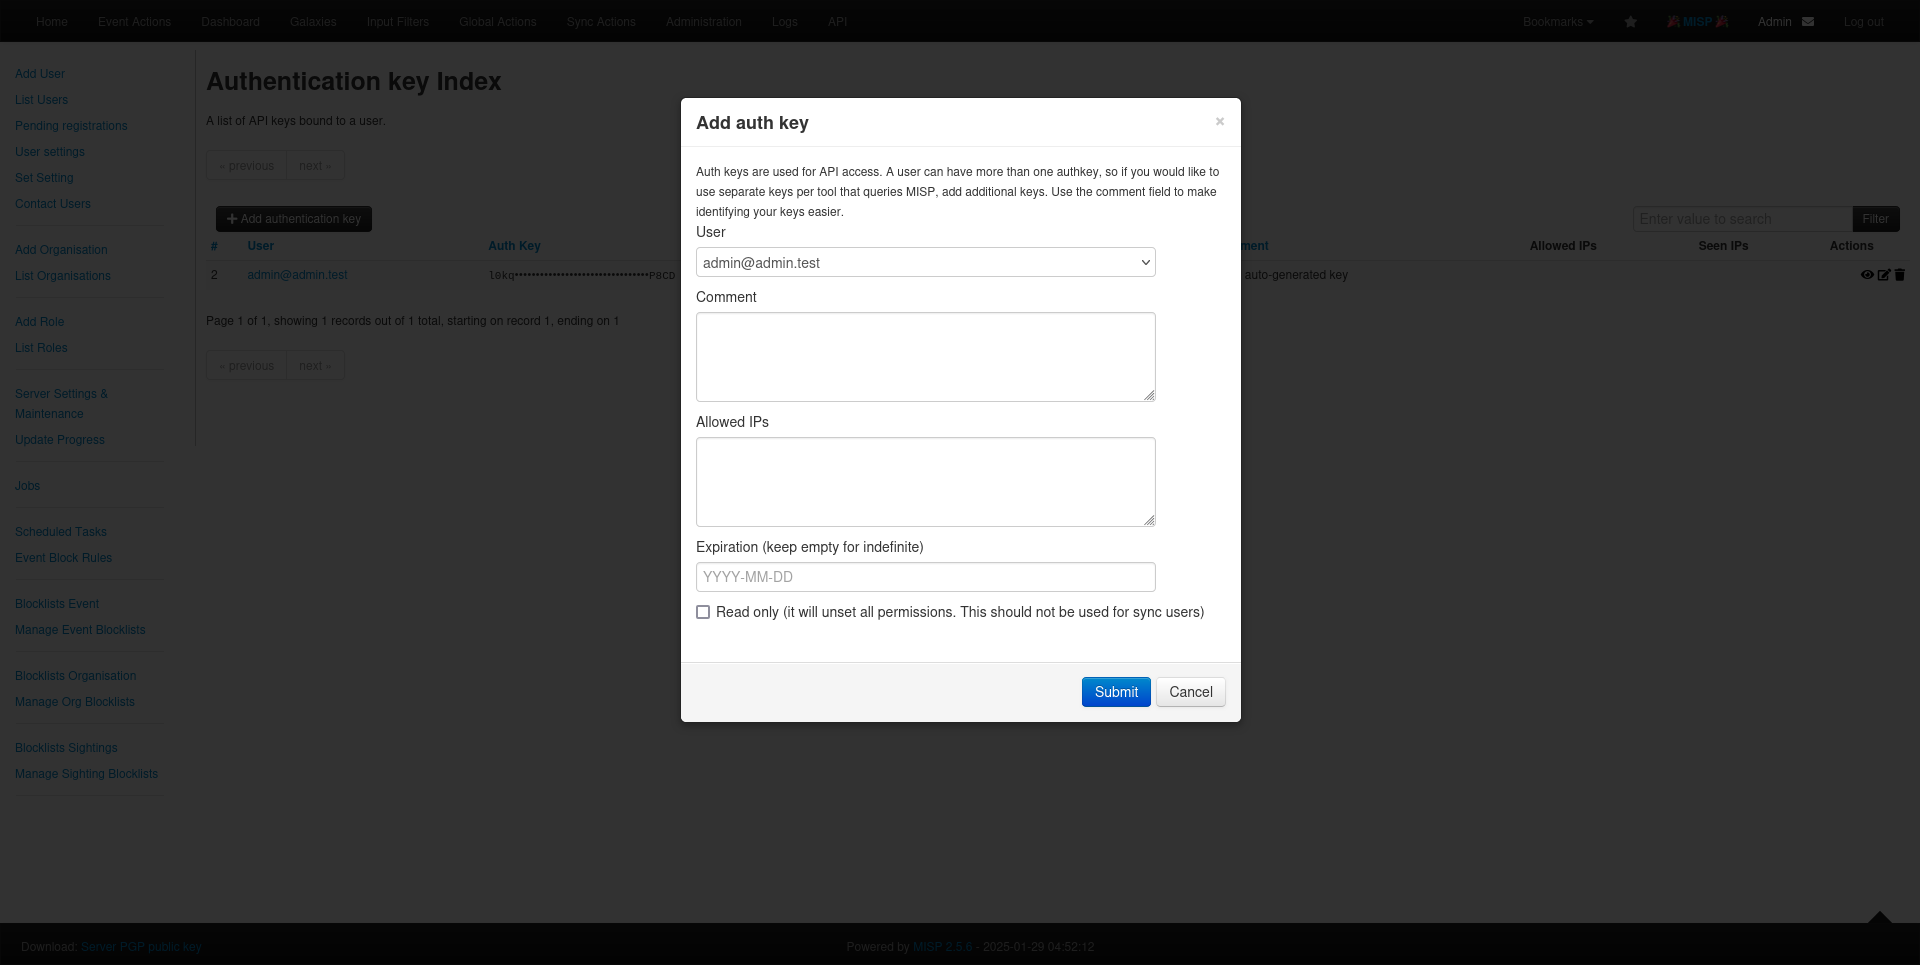 Home Event Actions Dashboard Galaxies Input Filters Global Actions Sync Actions Administration Logs API Bookmarks MISP Admin Log out
Add User
List Users
Pending registrations
User settings
Set Setting
Contact Users
Add Organisation
List Organisations
Add Role
List Roles
Server Settings &
Maintenance
Update Progress
Jobs
Scheduled Tasks
Event Block Rules
Blocklists Event
Manage Event Blocklists
Blocklists Organisation
Manage Org Blocklists
Blocklists Sightings
Manage Sighting Blocklists
Authentication key Index
A list of API keys bound to a user.
« previous next »
+ Add authentication key
Enter value to search Filter
# User Auth Key ment Allowed IPs Seen IPs Actions
2 admin@admin.test l0kq••••••••••••••••••••••••••••••••P8CD auto-generated key
Page 1 of 1, showing 1 records out of 1 total, starting on record 1, ending on 1
« previous next »
Add auth key ×
Auth keys are used for API access. A user can have more than one authkey, so if you would like to
use separate keys per tool that queries MISP, add additional keys. Use the comment field to make
identifying your keys easier.
User
admin@admin.test
Comment
Allowed IPs
Expiration (keep empty for indefinite)
YYYY-MM-DD
Read only (it will unset all permissions. This should not be used for sync users)
Submit Cancel
Download: Server PGP public key
Powered by MISP 2.5.6 - 2025-01-29 04:52:12